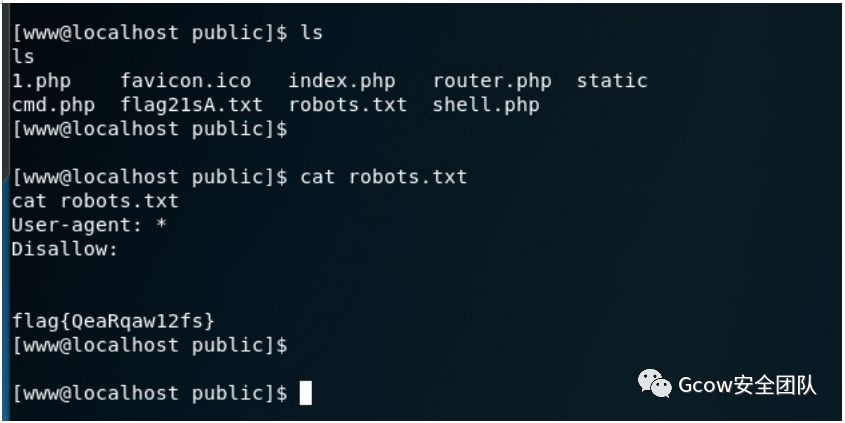 [www@localhost public]$ ls
ls
1.php favicon.ico index.php router.php static
cmd.php flag21sA.txt robots.txt shell.php
[www@localhost public]$
[www@localhost public]$ cat robots.txt
cat robots.txt
User-agent: *
Disallow:
flag{QeaRqaw12fs}
[www@localhost public]$
[www@localhost public]$
Gcow安全团队